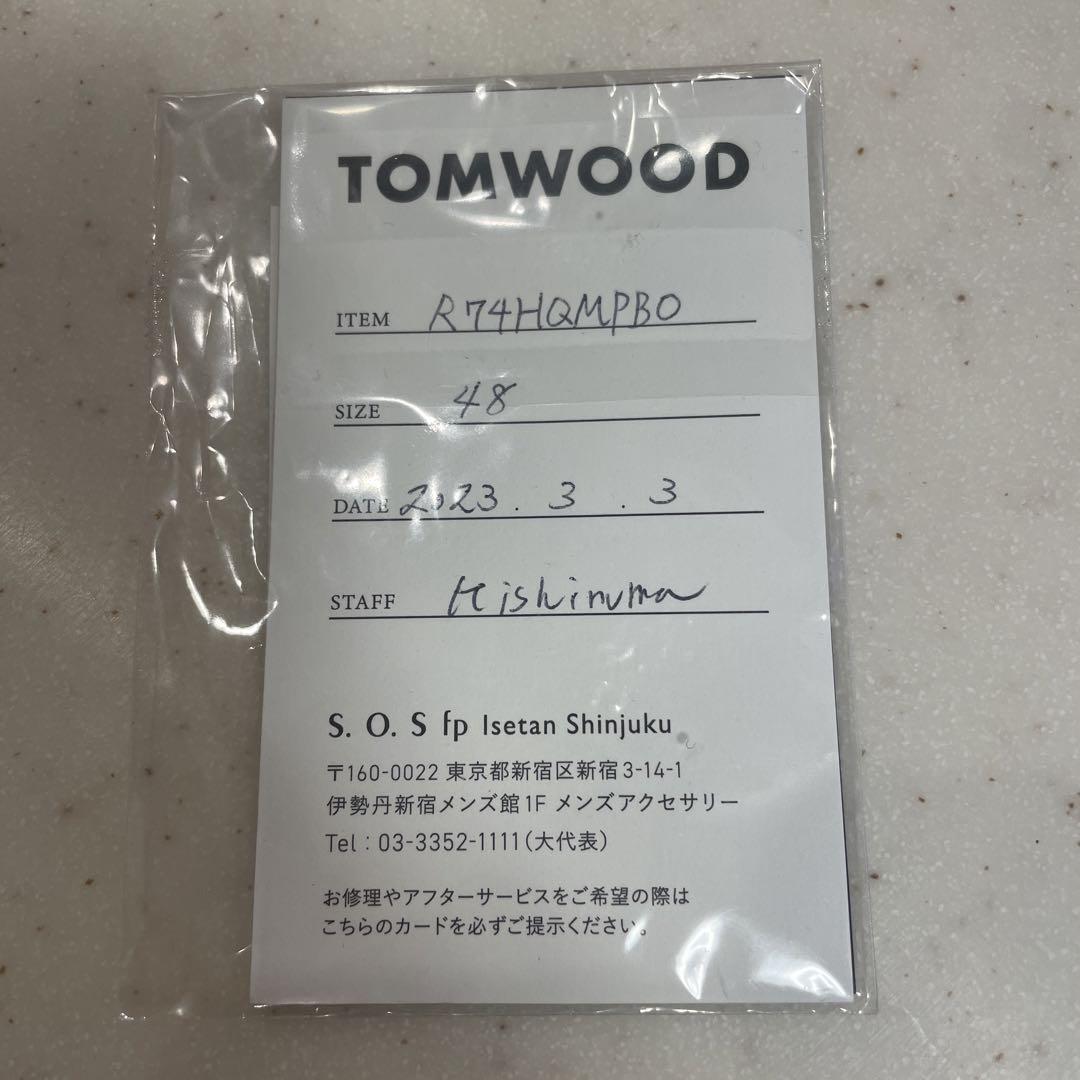 TOMWOOD
ITEM R74HQMPBO
SIZE 48
DATE 2023.3.3
STAFF Kishinuma
S. O. S fp Isetan Shinjuku
〒160-0022 東京都新宿区新宿3-14-1
伊勢丹新宿メンズ館1F メンズアクセサリー
Tel : 03-3352-1111(大代表)
お修理やアフターサービスをご希望の際は
こちらのカードを必ずご提示ください。